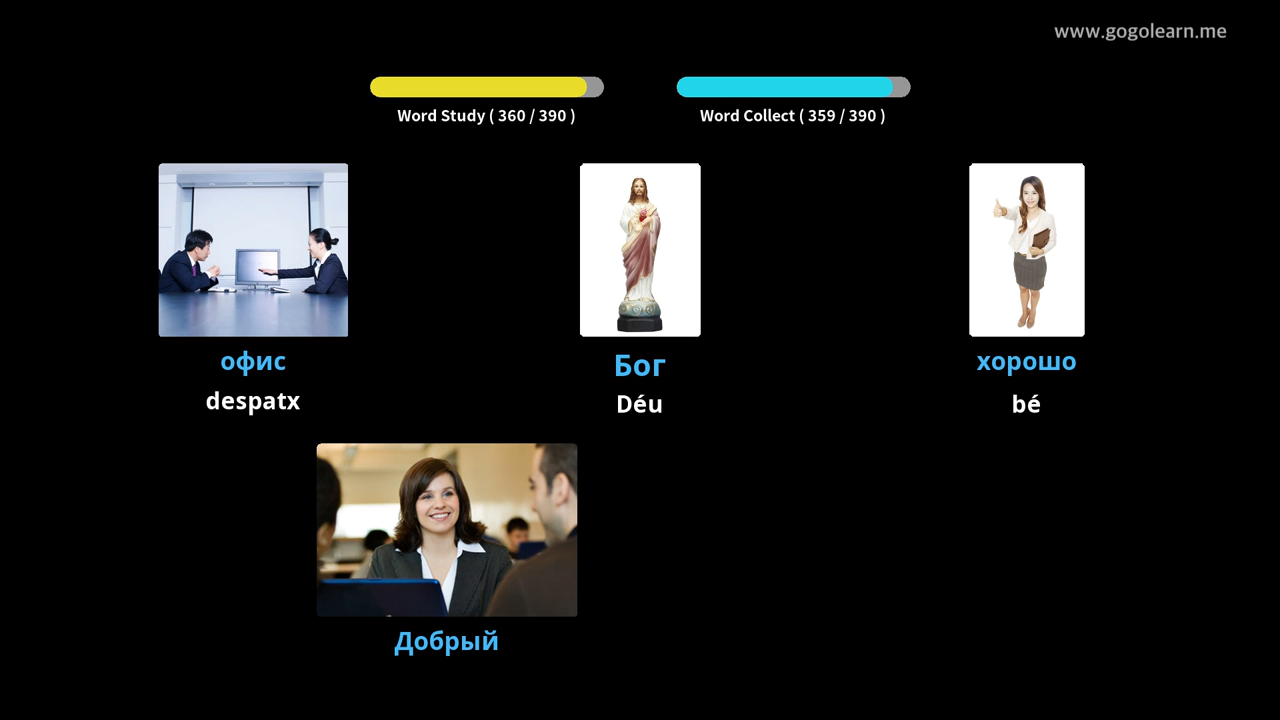 www.gogolearn.me
Word Study ( 360 / 390 )
Word Collect ( 359 / 390 )
офис
Бог
хорошо
despatx
Déu
bé
Добрый